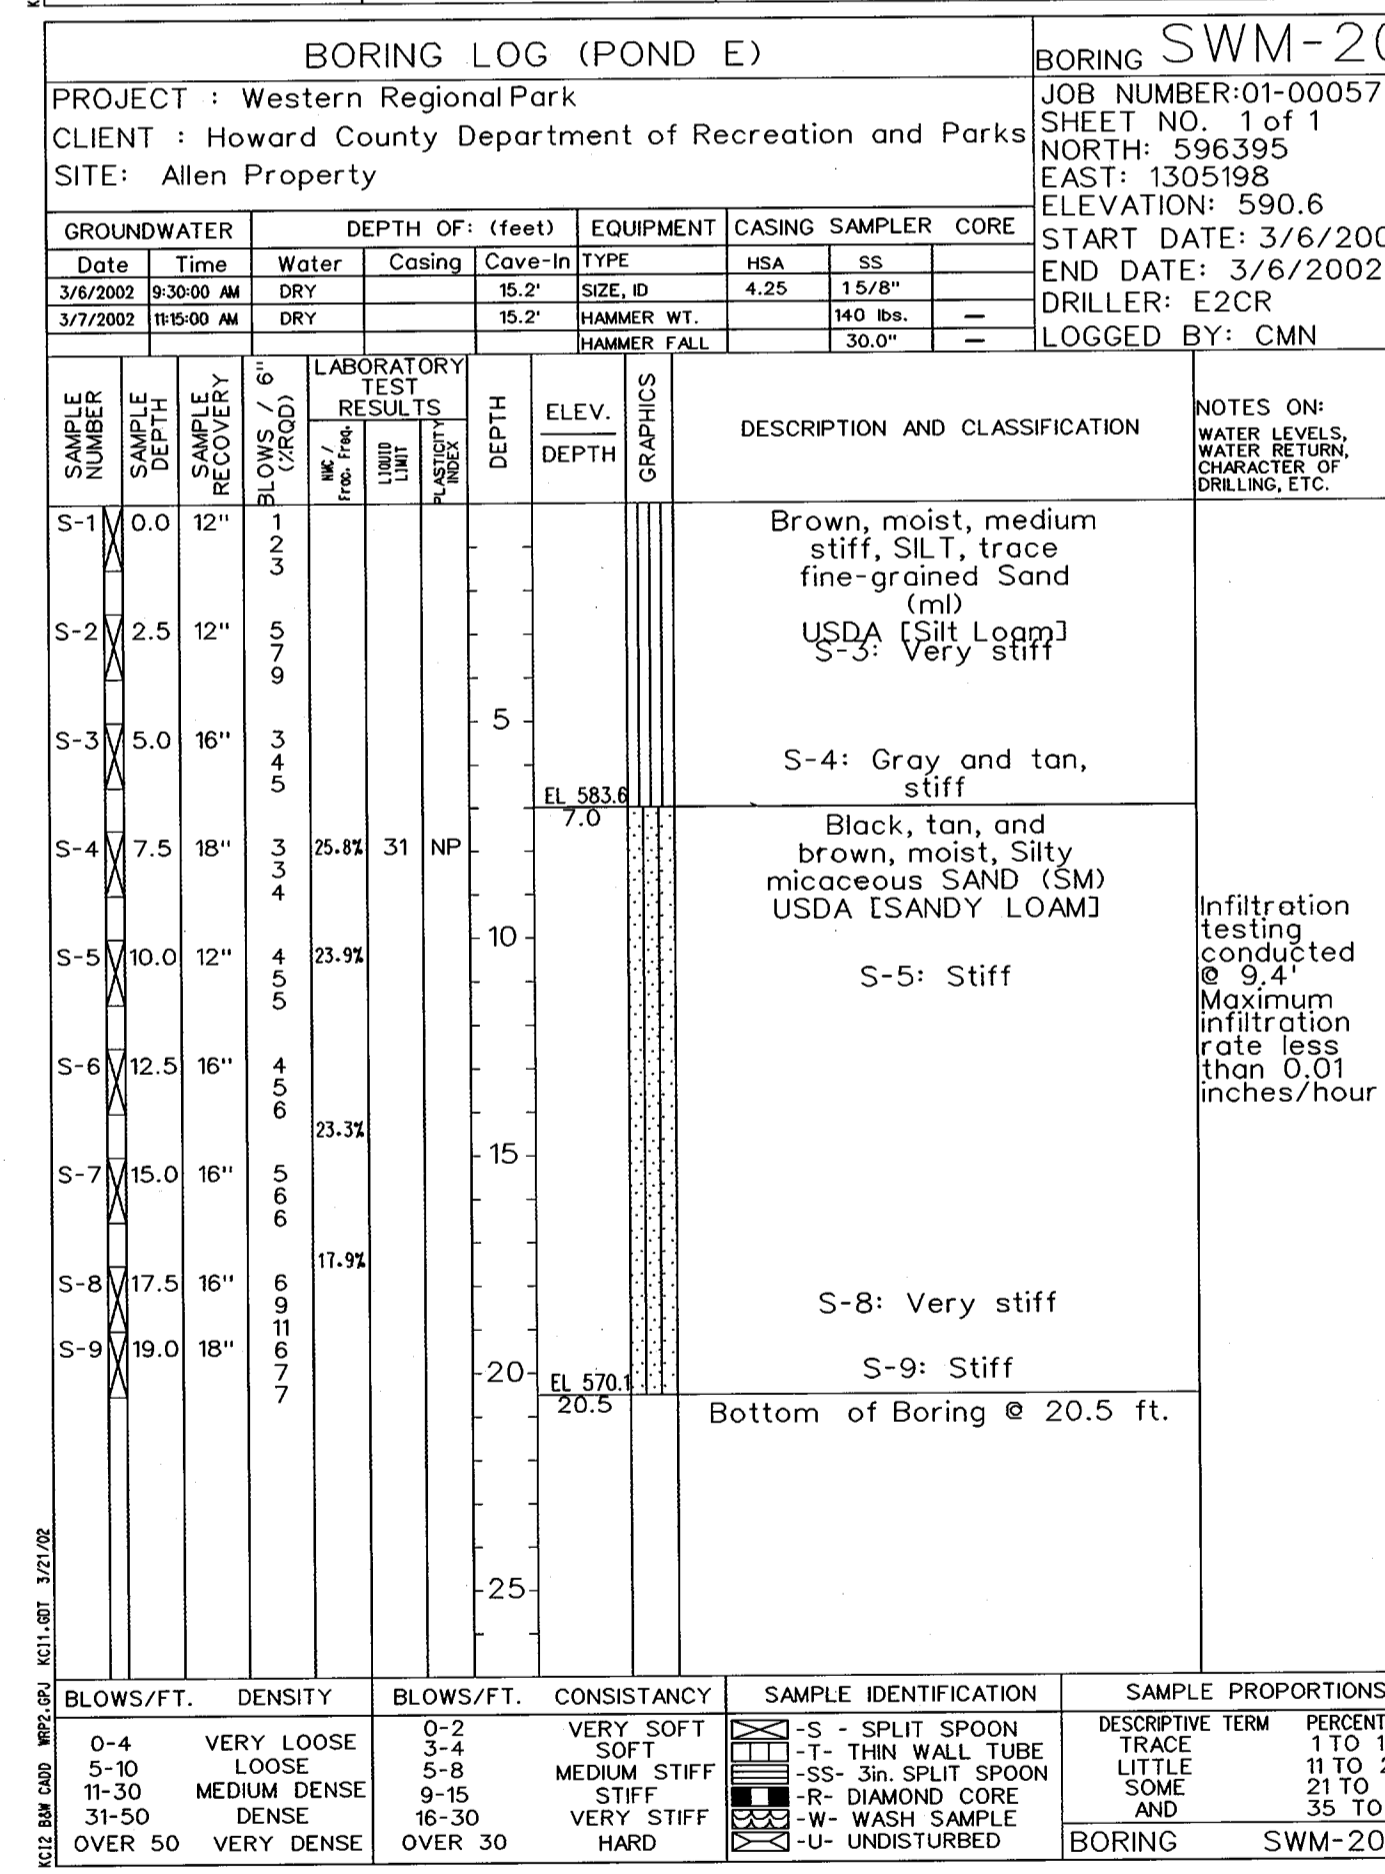 BORING LOG (POND E)
BORING SWM-20
PROJECT : Western Regional Park
CLIENT : Howard County Department of Recreation and Parks
SITE: Allen Property
JOB NUMBER:01-00057
SHEET NO. 1 of 1
NORTH: 596395
EAST: 1305198
ELEVATION: 590.6
START DATE: 3/6/200
END DATE: 3/6/2002
DRILLER: E2CR
LOGGED BY: CMN
GROUNDWATER DEPTH OF: (feet) EQUIPMENT CASING SAMPLER CORE
Date Time Water Casing Cave-In TYPE HSA SS
3/6/2002 9:30:00 AM DRY 15.2' SIZE, ID 4.25 1 5/8"
3/7/2002 11:15:00 AM DRY 15.2' HAMMER WT. 140 lbs. —
HAMMER FALL 30.0" —
SAMPLE NUMBER
SAMPLE DEPTH
SAMPLE RECOVERY
BLOWS / 6" (%RQD)
LABORATORY TEST RESULTS
NMC / Frac. Freq.
LIQUID LIMIT
PLASTICITY INDEX
DEPTH
ELEV. DEPTH
GRAPHICS
DESCRIPTION AND CLASSIFICATION
NOTES ON:
WATER LEVELS,
WATER RETURN,
CHARACTER OF
DRILLING, ETC.
S-1 0.0 12" 1
2
3
Brown, moist, medium
stiff, SILT, trace
fine-grained Sand
(ml)
USDA [Silt Loam]
S-2 2.5 12" 5
7
9
S-3: Very stiff
5
S-3 5.0 16" 3
4
5
S-4: Gray and tan,
stiff
EL 583.6
7.0
Black, tan, and
brown, moist, Silty
micaceous SAND (SM)
USDA [SANDY LOAM]
S-4 7.5 18" 3 25.8% 31 NP
3
4
10
S-5 10.0 12" 4 23.9%
5
5
S-5: Stiff
Infiltration
testing
conducted
@ 9.4'
Maximum
infiltration
rate less
than 0.01
inches/hour
S-6 12.5 16" 4
5
6
23.3%
15
S-7 15.0 16" 5
6
6
17.9%
S-8 17.5 16" 6
9
11
S-8: Very stiff
S-9 19.0 18" 6
7
7
S-9: Stiff
20
EL 570.1
20.5
Bottom of Boring @ 20.5 ft.
25
KC12 B&W CADD WRP2.GPJ KC11.GDT 3/21/02
BLOWS/FT. DENSITY
0-4 VERY LOOSE
5-10 LOOSE
11-30 MEDIUM DENSE
31-50 DENSE
OVER 50 VERY DENSE
BLOWS/FT. CONSISTANCY
0-2 VERY SOFT
3-4 SOFT
5-8 MEDIUM STIFF
9-15 STIFF
16-30 VERY STIFF
OVER 30 HARD
SAMPLE IDENTIFICATION
-S - SPLIT SPOON
-T- THIN WALL TUBE
-SS- 3in. SPLIT SPOON
-R- DIAMOND CORE
-W- WASH SAMPLE
-U- UNDISTURBED
SAMPLE PROPORTIONS
DESCRIPTIVE TERM PERCENT
TRACE 1 TO 1
LITTLE 11 TO 2
SOME 21 TO
AND 35 TO
BORING SWM-20